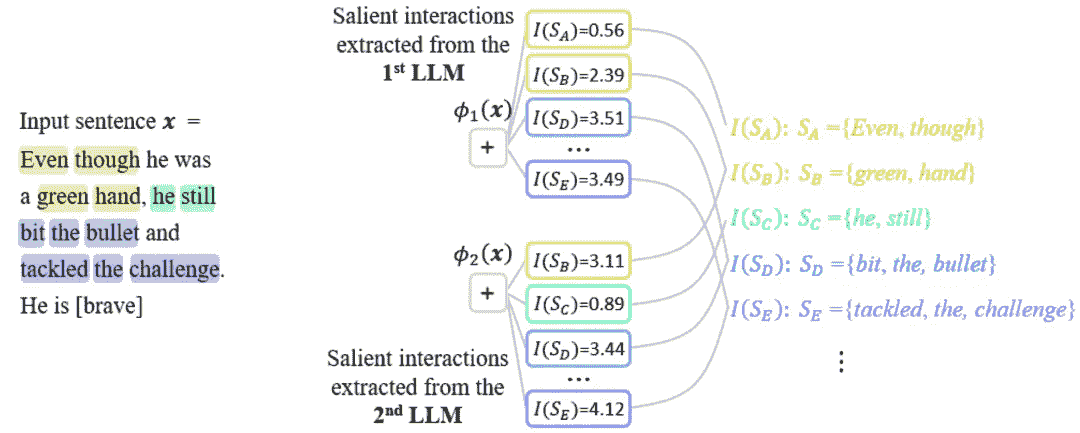 Input sentence x =
Even though he was
a green hand, he still
bit the bullet and
tackled the challenge.
He is [brave]
Salient interactions
extracted from the
1st LLM
ϕ₁(x)
+
I(S_A)=0.56
I(S_B)=2.39
I(S_D)=3.51
...
I(S_E)=3.49
ϕ₂(x)
+
I(S_B)=3.11
I(S_C)=0.89
I(S_D)=3.44
...
I(S_E)=4.12
Salient interactions
extracted from the
2nd LLM
I(S_A): S_A ={Even, though}
I(S_B): S_B ={green, hand}
I(S_C): S_C ={he, still}
I(S_D): S_D ={bit, the, bullet}
I(S_E): S_E ={tackled, the, challenge}
⋮